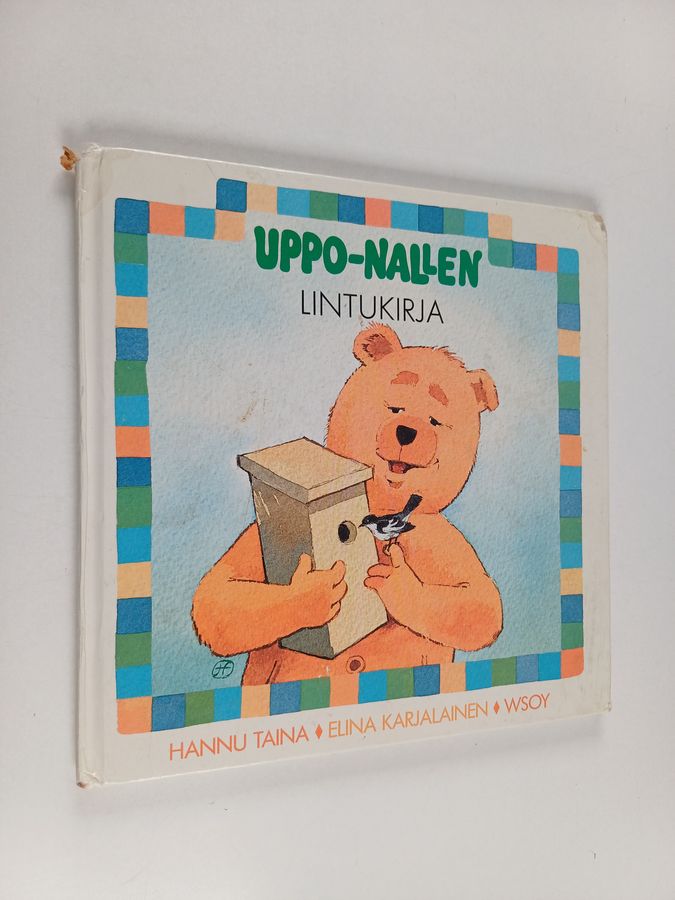 UPPO-NALLEN
LINTUKIRJA
HANNU TAINA ♦ ELINA KARJALAINEN ♦ WSOY